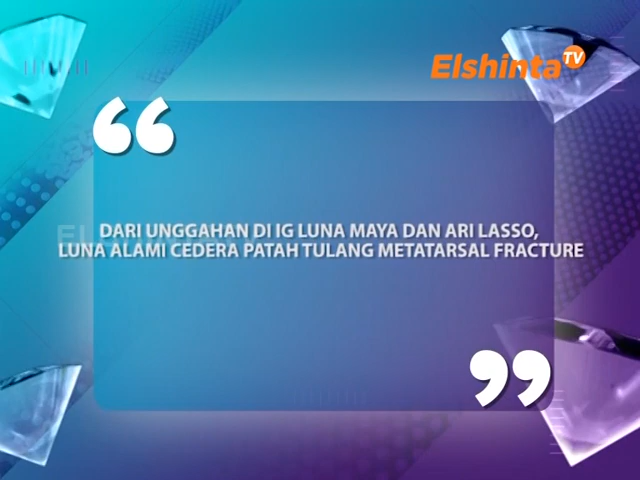 Elshinta TV
DARI UNGGAHAN DI IG LUNA MAYA DAN ARI LASSO,
LUNA ALAMI CEDERA PATAH TULANG METATARSAL FRACTURE